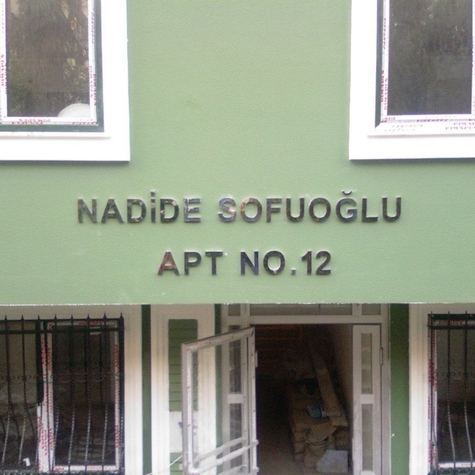 NADİDE SOFUOĞLU
APT NO.12